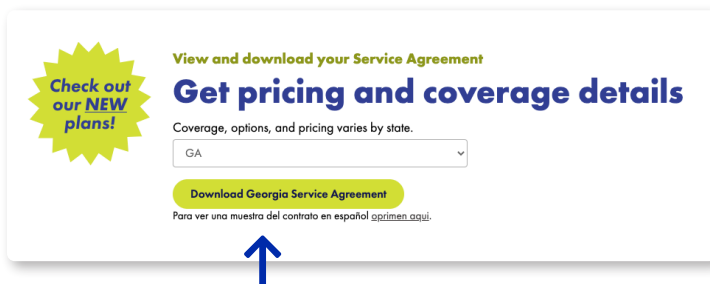 Check out
our NEW
plans!
View and download your Service Agreement
Get pricing and coverage details
Coverage, options, and pricing varies by state.
GA
Download Georgia Service Agreement
Para ver una muestra del contrato en español oprimen aqui.